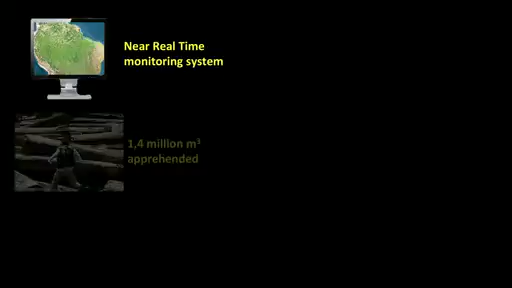 Near Real Time
monitoring system
1,4 million m³
apprehended